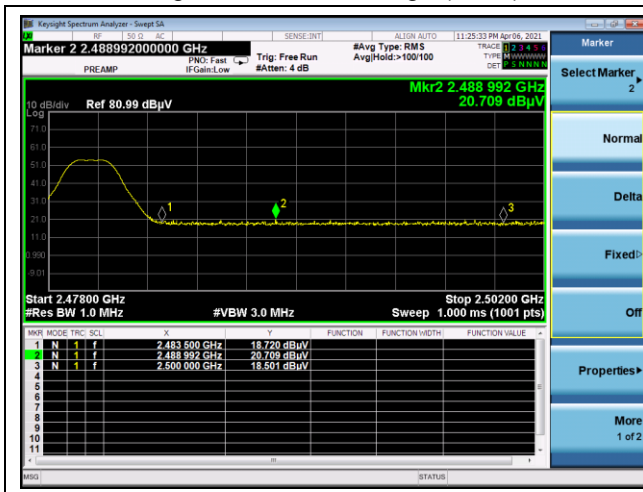 Keysight Spectrum Analyzer - Swept SA
RF 50 Ω AC SENSE:INT ALIGN AUTO 11:25:33 PM Apr 06, 2021
Marker 2 2.488992000000 GHz
PREAMP
PNO: Fast
IFGain:Low
Trig: Free Run
#Atten: 4 dB
#Avg Type: RMS
Avg|Hold:>100/100
TRACE 1 2 3 4 5 6
TYPE M WWWWW
DET P S N N N N
Mkr2 2.488 992 GHz
20.709 dBµV
10 dB/div Ref 80.99 dBµV
Log
71.0
61.0
51.0
41.0
31.0
21.0
11.0
0.990
-9.01
1
2
3
Start 2.47800 GHz Stop 2.50200 GHz
#Res BW 1.0 MHz #VBW 3.0 MHz Sweep 1.000 ms (1001 pts)
MKR MODE TRC SCL X Y FUNCTION FUNCTION WIDTH FUNCTION VALUE
1 N 1 f 2.483 500 GHz 18.720 dBµV
2 N 1 f 2.488 992 GHz 20.709 dBµV
3 N 1 f 2.500 000 GHz 18.501 dBµV
4
5
6
7
8
9
10
11
MSG STATUS
Marker
Select Marker
2
Normal
Delta
Fixed
Off
Properties
More
1 of 2